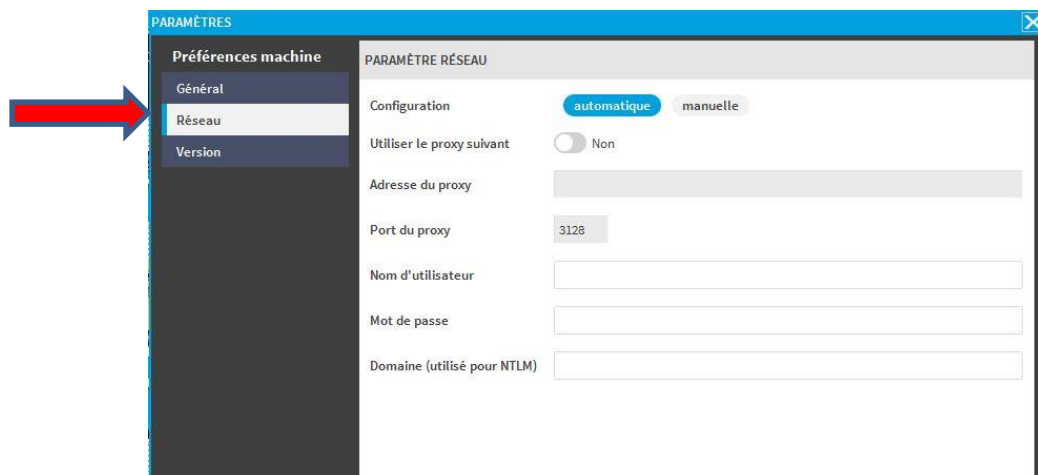 PARAMÈTRES
Préférences machine
Général
Réseau
Version
PARAMÈTRE RÉSEAU
Configuration automatique manuelle
Utiliser le proxy suivant Non
Adresse du proxy
Port du proxy 3128
Nom d'utilisateur
Mot de passe
Domaine (utilisé pour NTLM)